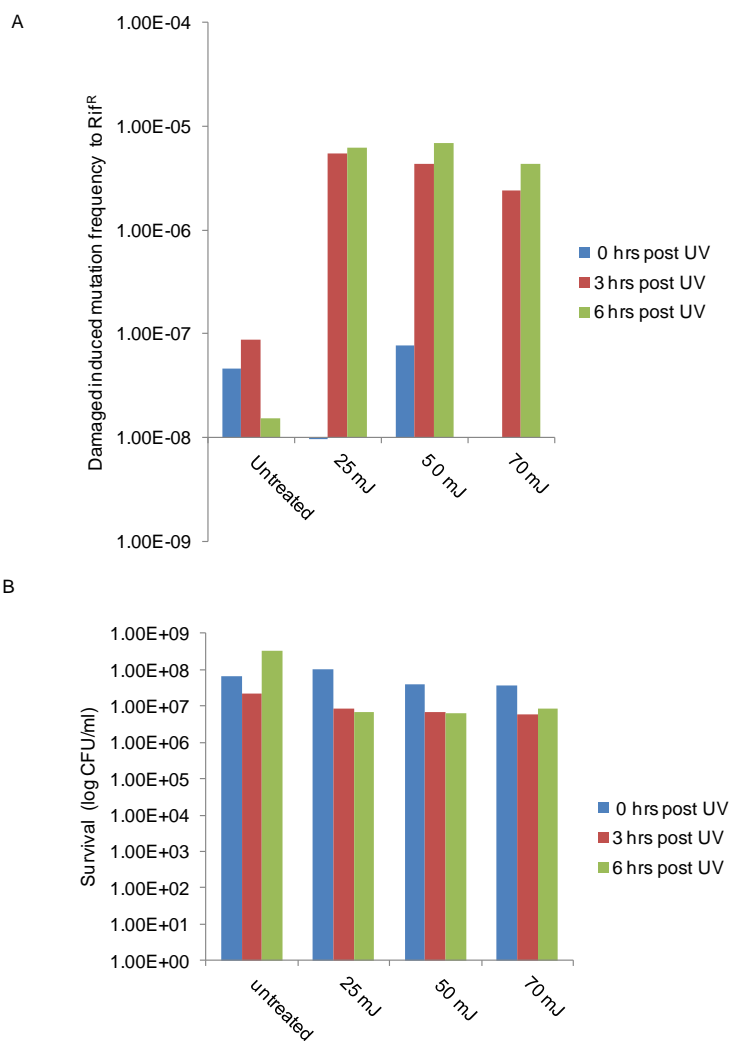 A
Damaged induced mutation frequency to Rif^R
1.00E-04
1.00E-05
1.00E-06
1.00E-07
1.00E-08
1.00E-09
Untreated
25 mJ
5 0 mJ
70 mJ
0 hrs post UV
3 hrs post UV
6 hrs post UV
B
Survival (log CFU/ml)
1.00E+09
1.00E+08
1.00E+07
1.00E+06
1.00E+05
1.00E+04
1.00E+03
1.00E+02
1.00E+01
1.00E+00
untreated
25 mJ
50 mJ
70 mJ
0 hrs post UV
3 hrs post UV
6 hrs post UV